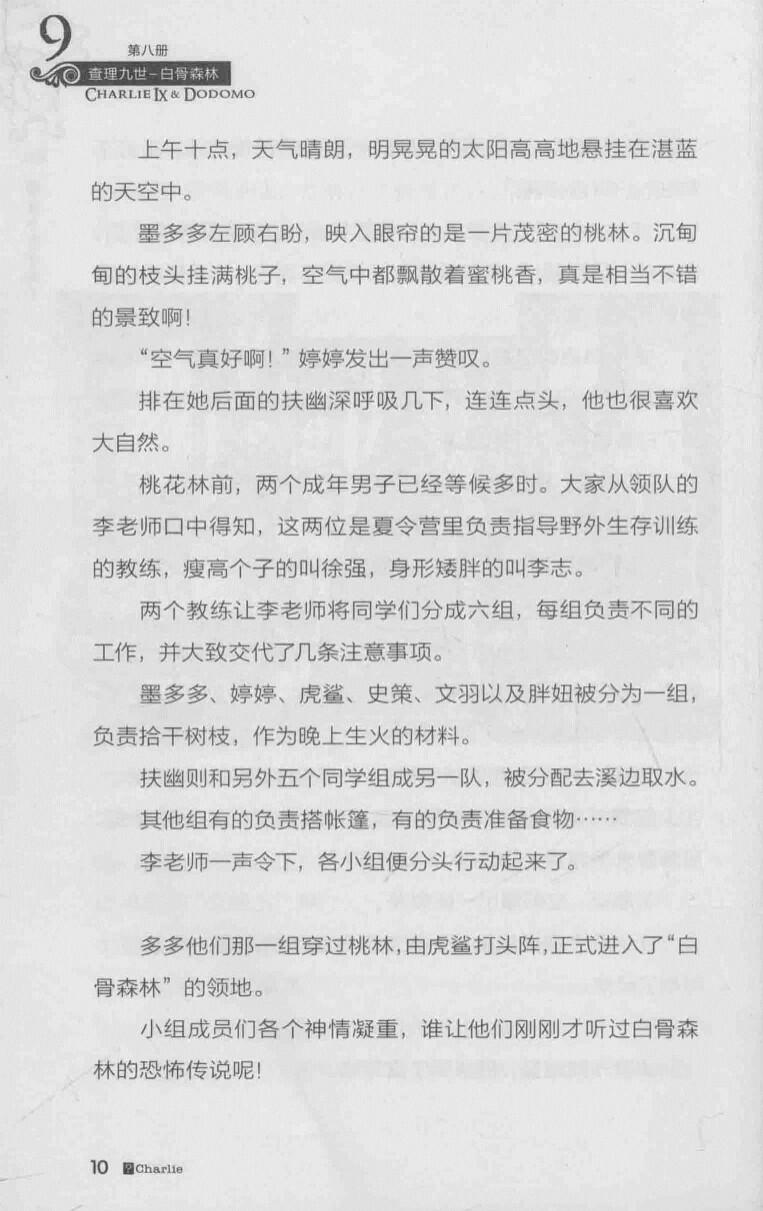 9
第八册
查理九世-白骨森林
CHARLIE IX & DODOMO
上午十点，天气晴朗，明晃晃的太阳高高地悬挂在湛蓝
的天空中。
墨多多左顾右盼，映入眼帘的是一片茂密的桃林。沉甸
甸的枝头挂满桃子，空气中都飘散着蜜桃香，真是相当不错
的景致啊！
“空气真好啊！”婷婷发出一声赞叹。
排在她后面的扶幽深呼吸几下，连连点头，他也很喜欢
大自然。
桃花林前，两个成年男子已经等候多时。大家从领队的
李老师口中得知，这两位是夏令营里负责指导野外生存训练
的教练，瘦高个子的叫徐强，身形矮胖的叫李志。
两个教练让李老师将同学们分成六组，每组负责不同的
工作，并大致交代了几条注意事项。
墨多多、婷婷、虎鲨、史策、文羽以及胖妞被分为一组，
负责拾干树枝，作为晚上生火的材料。
扶幽则和另外五个同学组成另一队，被分配去溪边取水。
其他组有的负责搭帐篷，有的负责准备食物……
李老师一声令下，各小组便分头行动起来了。
多多他们那一组穿过桃林，由虎鲨打头阵，正式进入了“白
骨森林”的领地。
小组成员们各个神情凝重，谁让他们刚刚才听过白骨森
林的恐怖传说呢！
10 ?Charlie